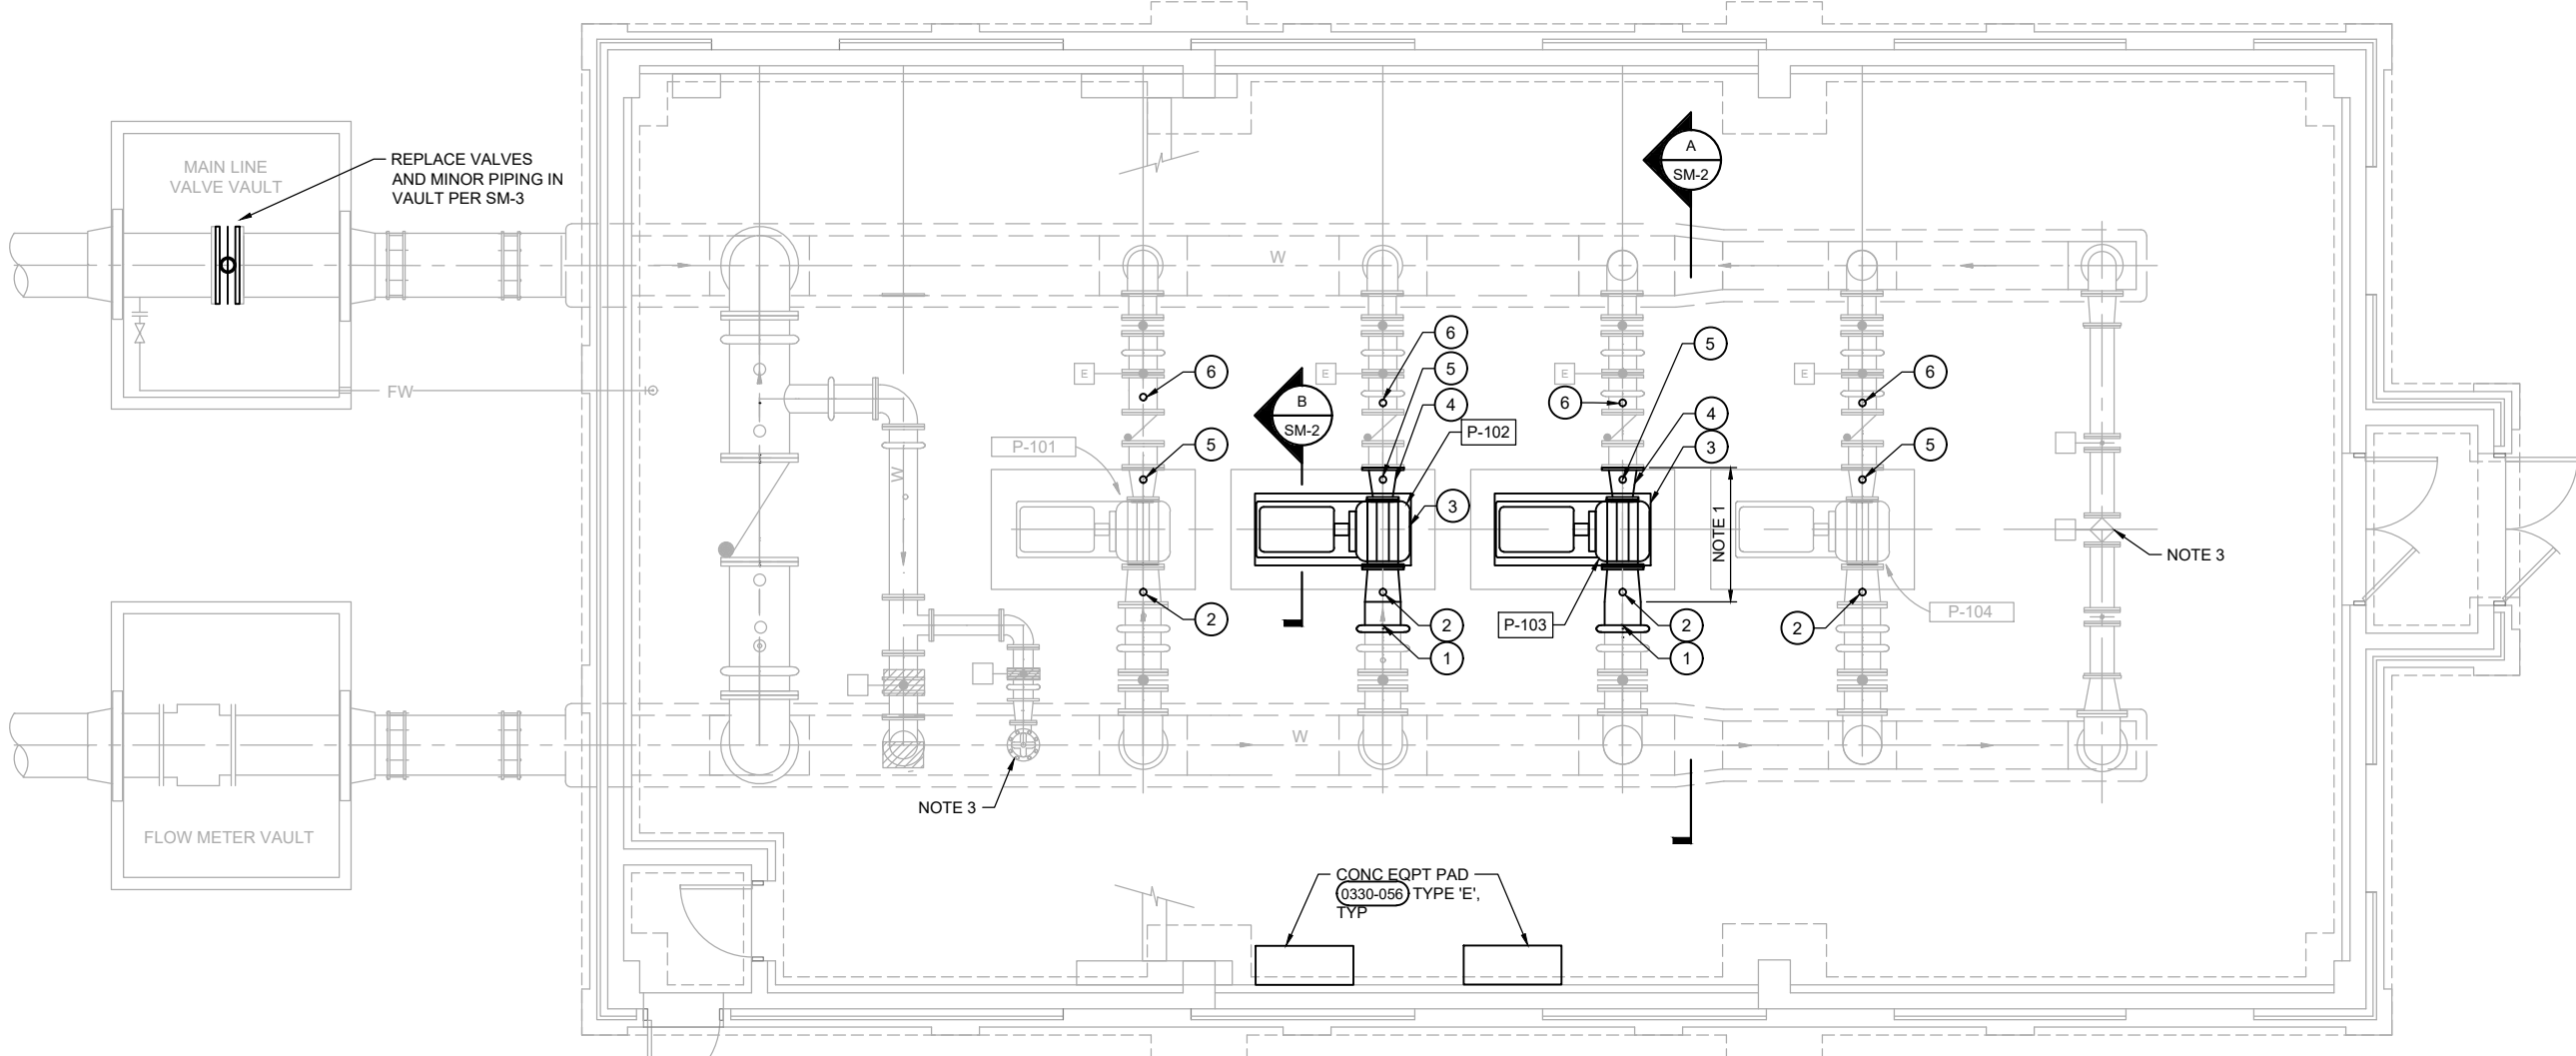 MAIN LINE
VALVE VAULT
REPLACE VALVES
AND MINOR PIPING IN
VAULT PER SM-3
A
SM-2
W
FW
E
E
E
E
6
6
5
4
5
6
4
3
6
5
5
B
SM-2
P-101
P-102
3
W
NOTE 1
NOTE 3
2
2
1
P-103
2
1
2
P-104
W
NOTE 3
FLOW METER VAULT
CONC EQPT PAD
0330-056 TYPE 'E',
TYP